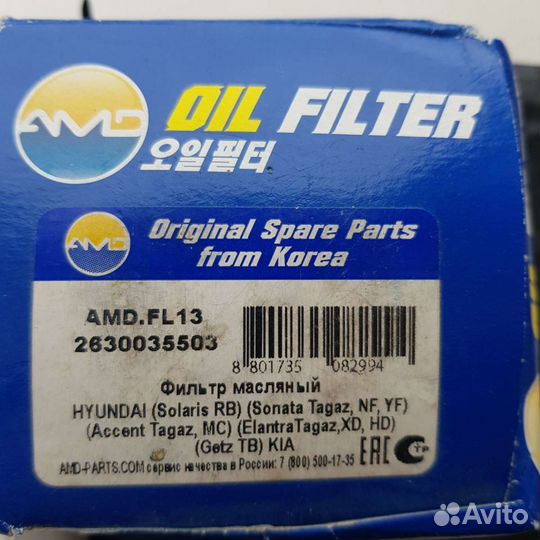 AMD
OIL FILTER
오일필터
AMD
Original Spare Parts
from Korea
AMD.FL13
2630035503
8 801735 082994
Фильтр масляный
HYUNDAI (Solaris RB) (Sonata Tagaz, NF, YF)
(Accent Tagaz, MC) (ElantraTagaz,XD, HD)
(Getz TB) KIA
AMD-PARTS.COM сервис качества в России: 7 (800) 500-17-35
EAC
СТР
Avito